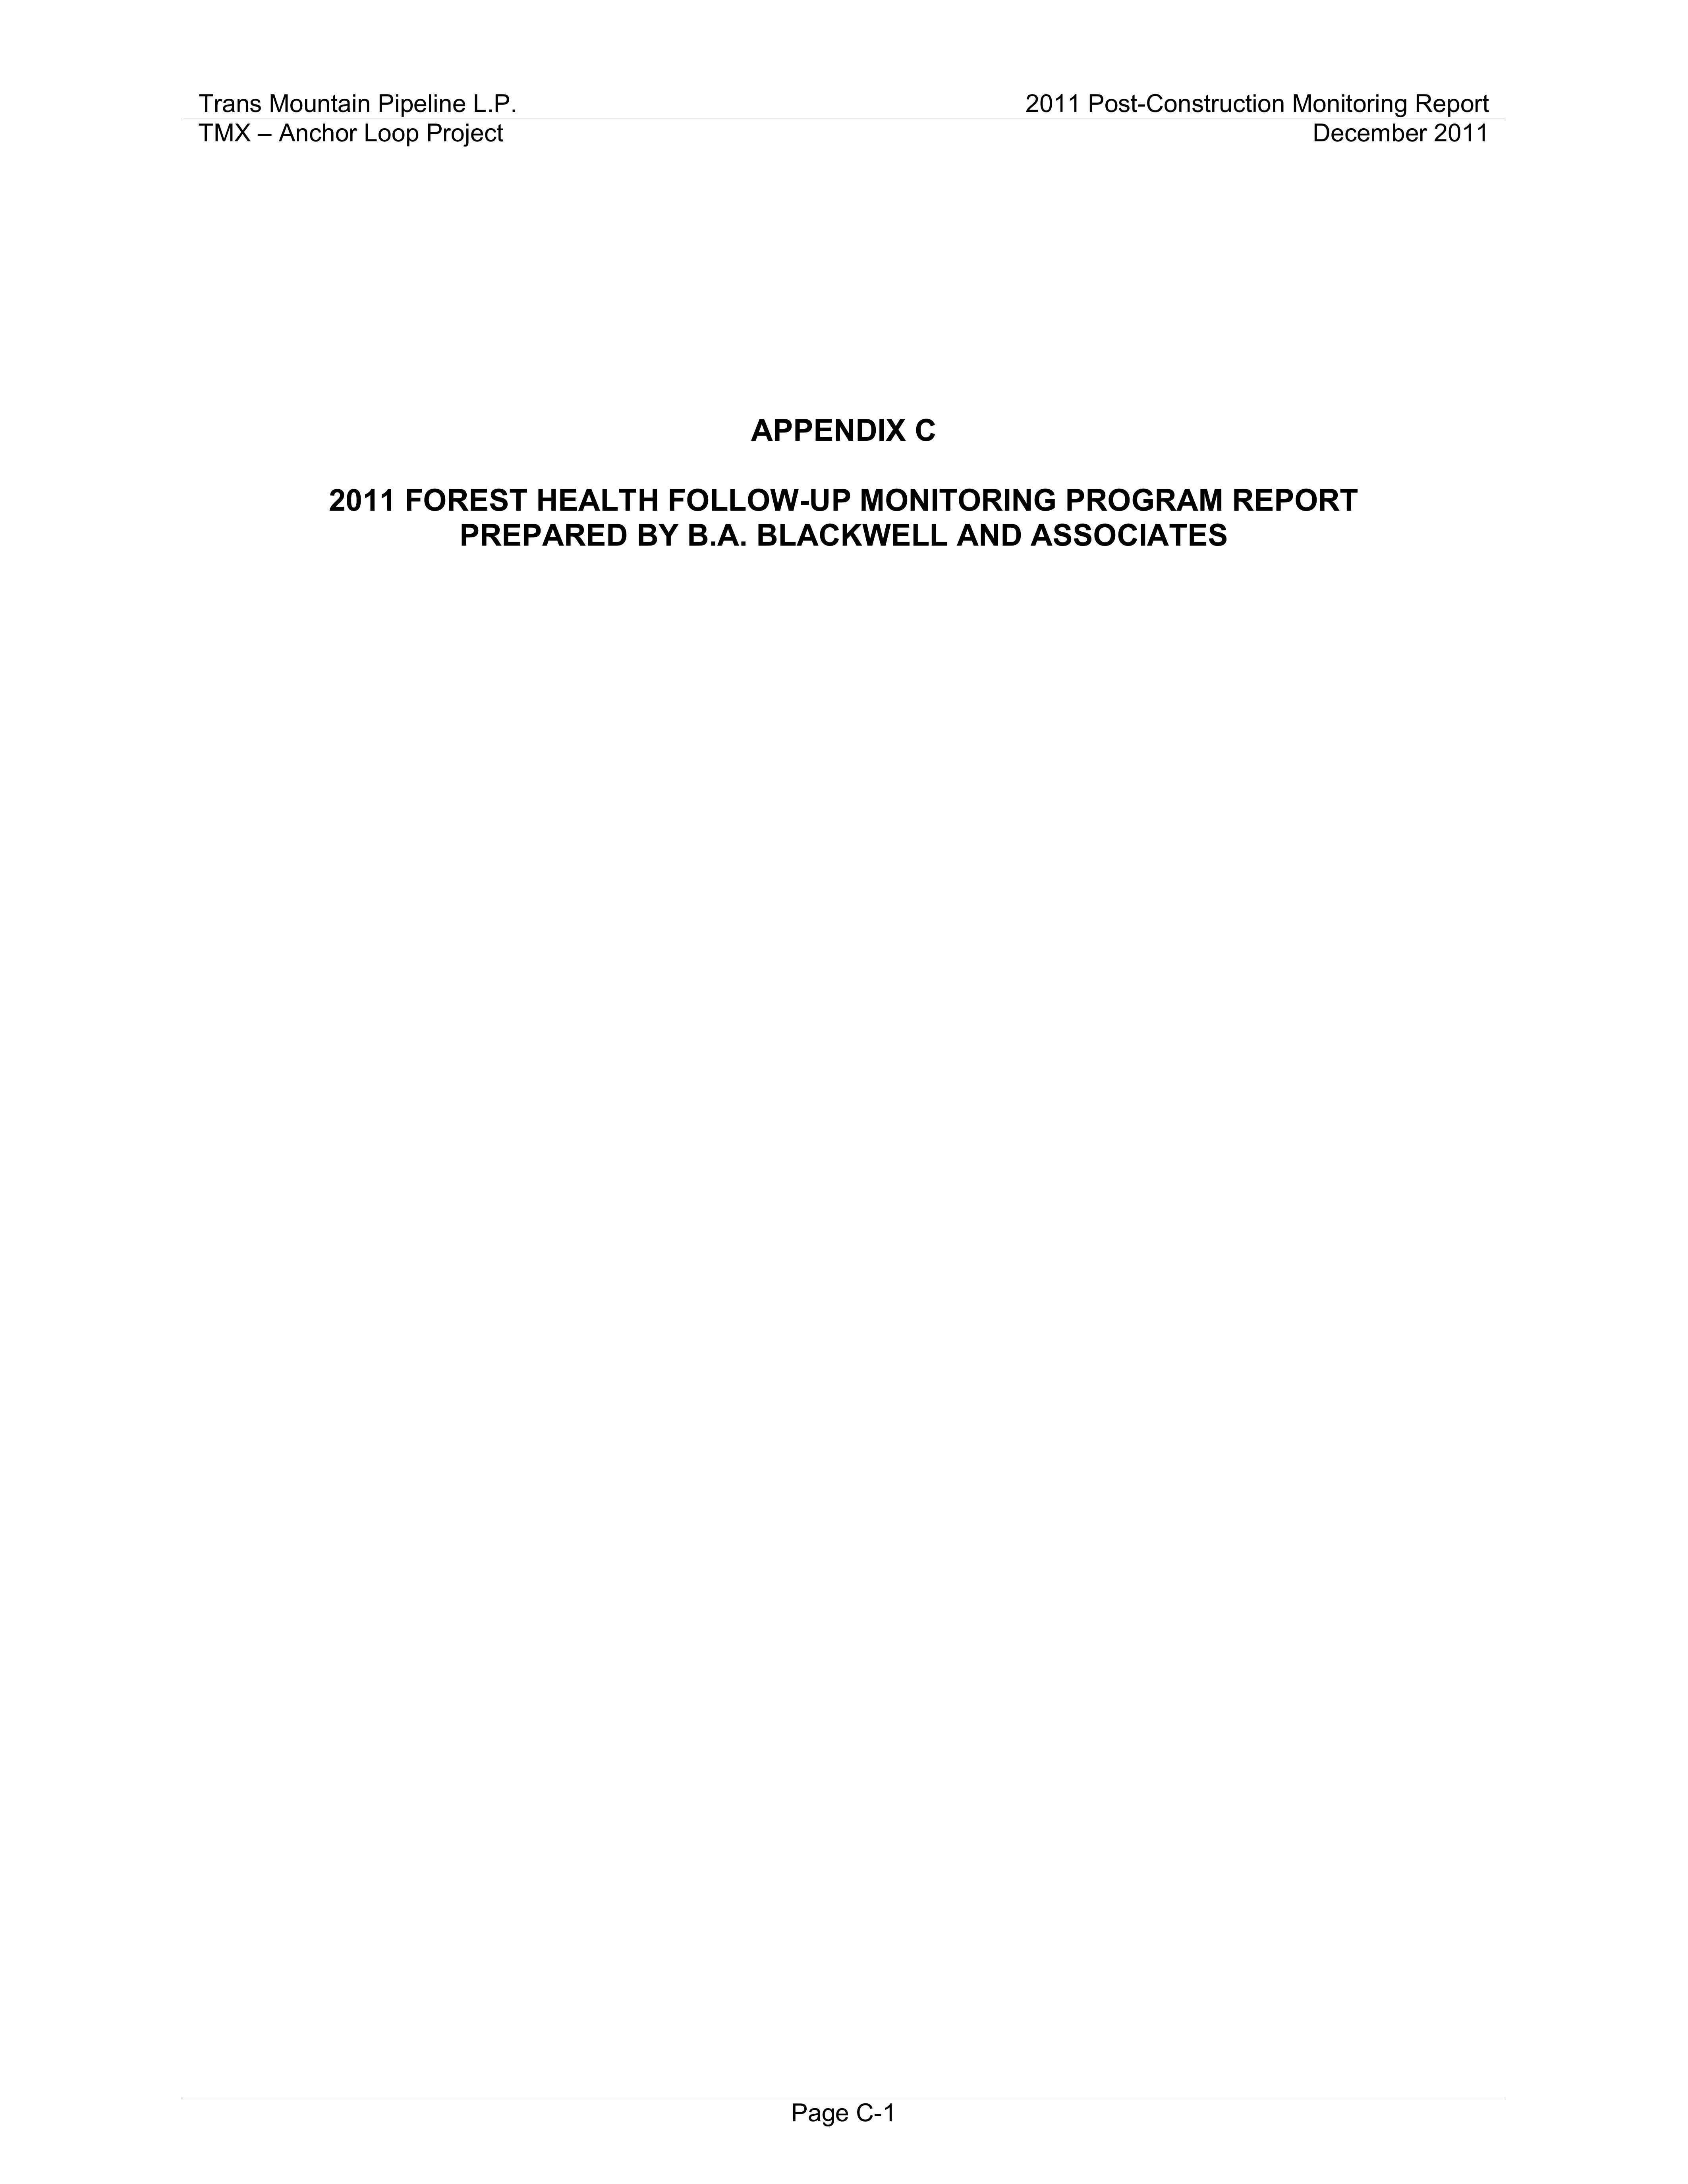 Trans Mountain Pipeline L.P. 2011 Post-Construction Monitoring Report
TMX – Anchor Loop Project December 2011
APPENDIX C
2011 FOREST HEALTH FOLLOW-UP MONITORING PROGRAM REPORT
PREPARED BY B.A. BLACKWELL AND ASSOCIATES
Page C-1